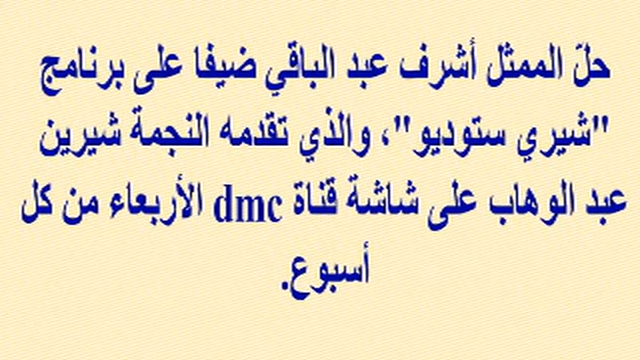 حلّ الممثل أشرف عبد الباقي ضيفا على برنامج
"شيري ستوديو"، والذي تقدمه النجمة شيرين
عبد الوهاب على شاشة قناة dmc الأربعاء من كل
أسبوع.